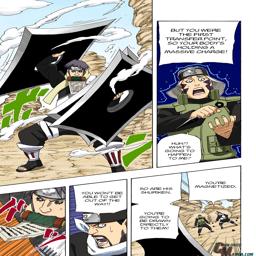 BUT YOU WERE
THE FIRST
TRANSFER POINT,
SO YOUR BODY'S
HOLDING A
MASSIVE CHARGE!
HUH?!
WHAT'S
GOING TO
HAPPEN
TO ME?
YOU WON'T BE
ABLE TO GET
OUT OF THE
WAY!!
SO ARE HIS
SHURIKEN.
YOU'RE
GOING TO
BE DRAWN
DIRECTLY
TO THEM!
YOU'RE
MAGNETIZED.